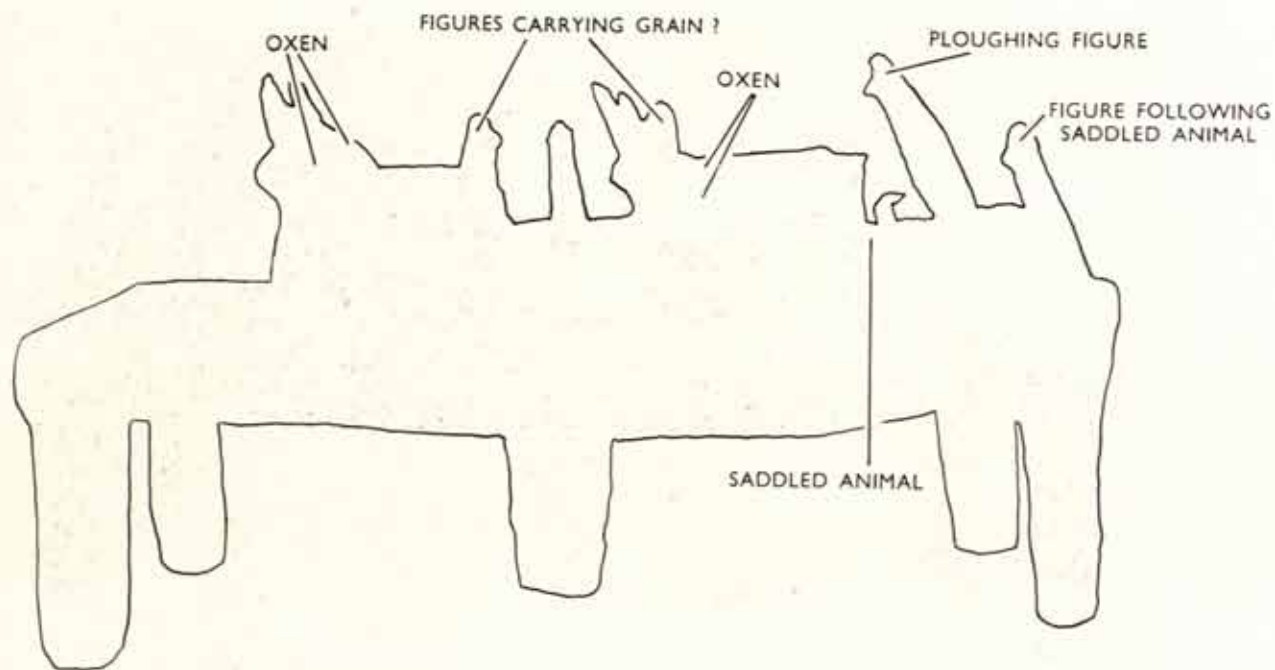 FIGURES CARRYING GRAIN ?
OXEN
PLOUGHING FIGURE
OXEN
FIGURE FOLLOWING
SADDLED ANIMAL
SADDLED ANIMAL